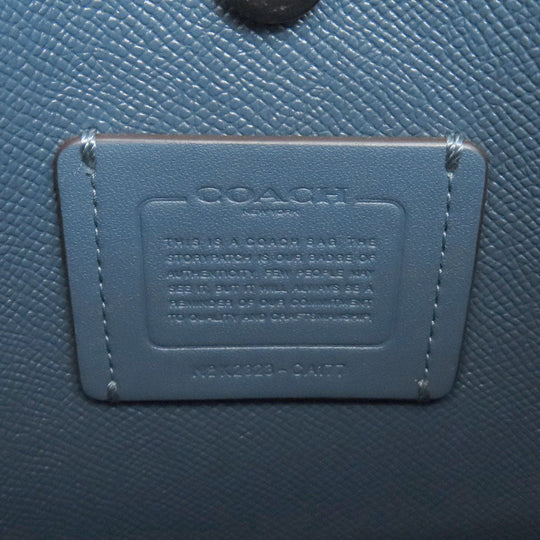 COACH
NEW YORK
THIS IS A COACH BAG. THE
STORYPATCH IS OUR BADGE OF
AUTHENTICITY. FEW PEOPLE MAY
SEE IT, BUT IT WILL ALWAYS BE A
REMINDER OF OUR COMMITMENT
TO QUALITY AND CRAFTSMANSHIP.
- CA177